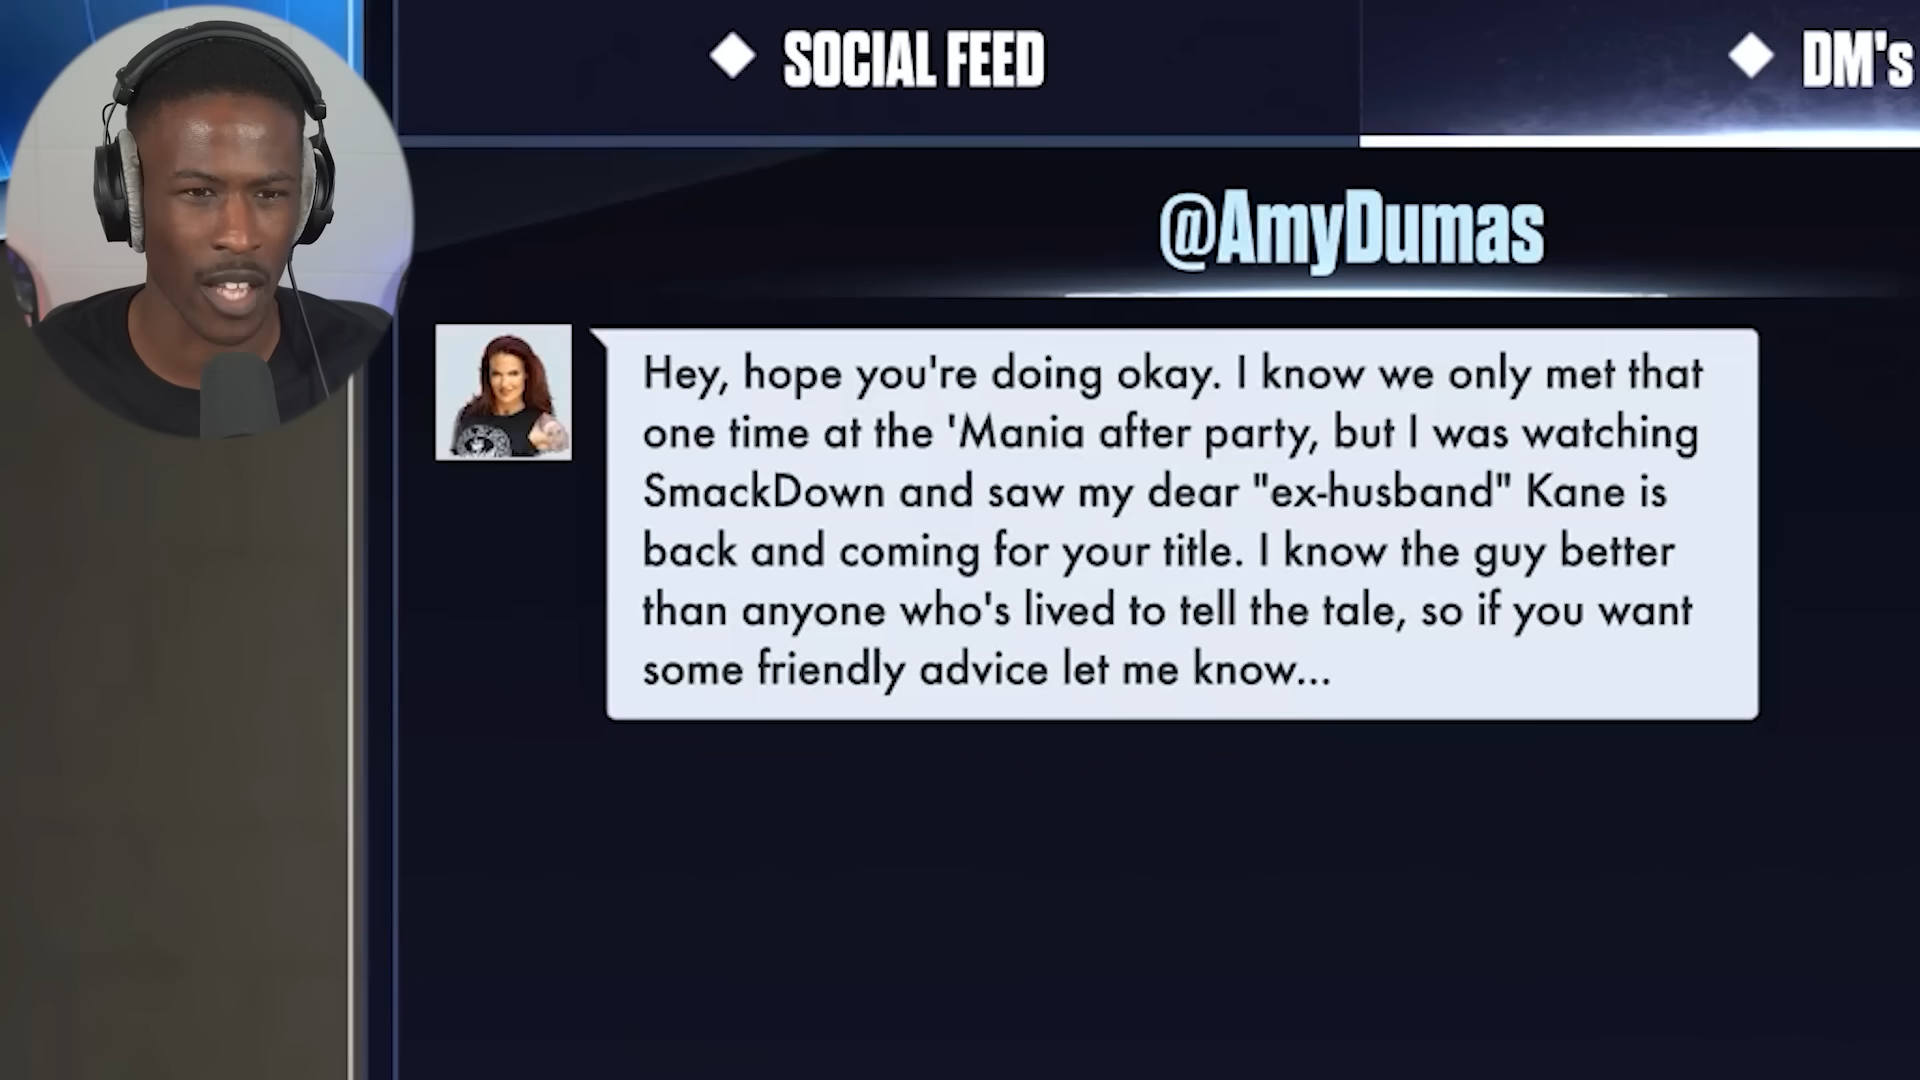 SOCIAL FEED
DM's
@AmyDumas
Hey, hope you're doing okay. I know we only met that
one time at the 'Mania after party, but I was watching
SmackDown and saw my dear "ex-husband" Kane is
back and coming for your title. I know the guy better
than anyone who's lived to tell the tale, so if you want
some friendly advice let me know...